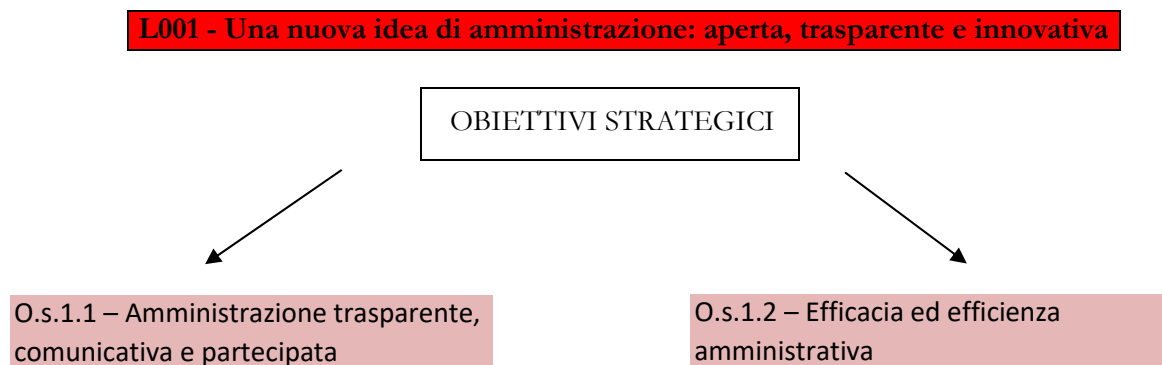 L001 - Una nuova idea di amministrazione: aperta, trasparente e innovativa
OBIETTIVI STRATEGICI
O.s.1.1 – Amministrazione trasparente,
comunicativa e partecipata
O.s.1.2 – Efficacia ed efficienza
amministrativa